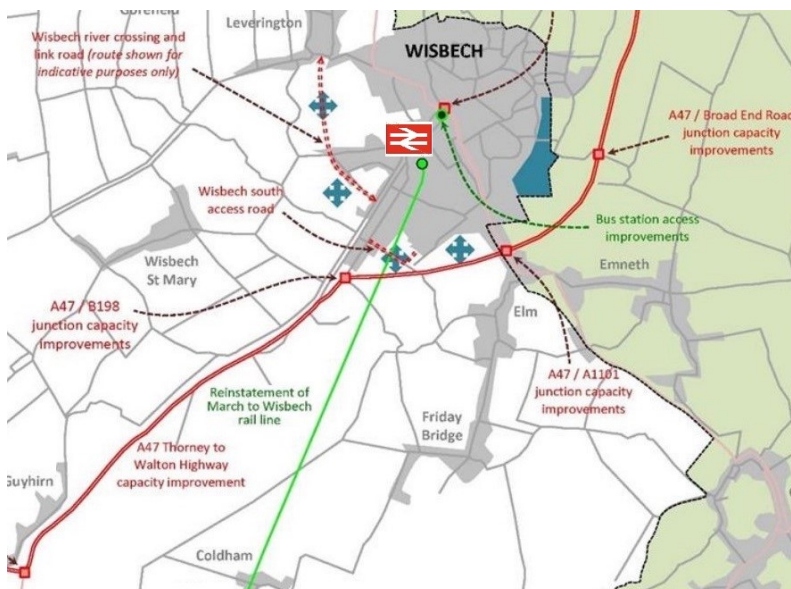 Gorefield
Leverington
Wisbech river crossing and
link road (route shown for
indicative purposes only)
WISBECH
A47 / Broad End Road
junction capacity
improvements
Wisbech south
access road
Bus station access
improvements
Wisbech
St Mary
Emneth
A47 / B198
junction capacity
improvements
Elm
A47 / A1101
junction capacity
improvements
Reinstatement of
March to Wisbech
rail line
Friday
Bridge
A47 Thorney to
Walton Highway
capacity improvement
Guyhirn
Coldham